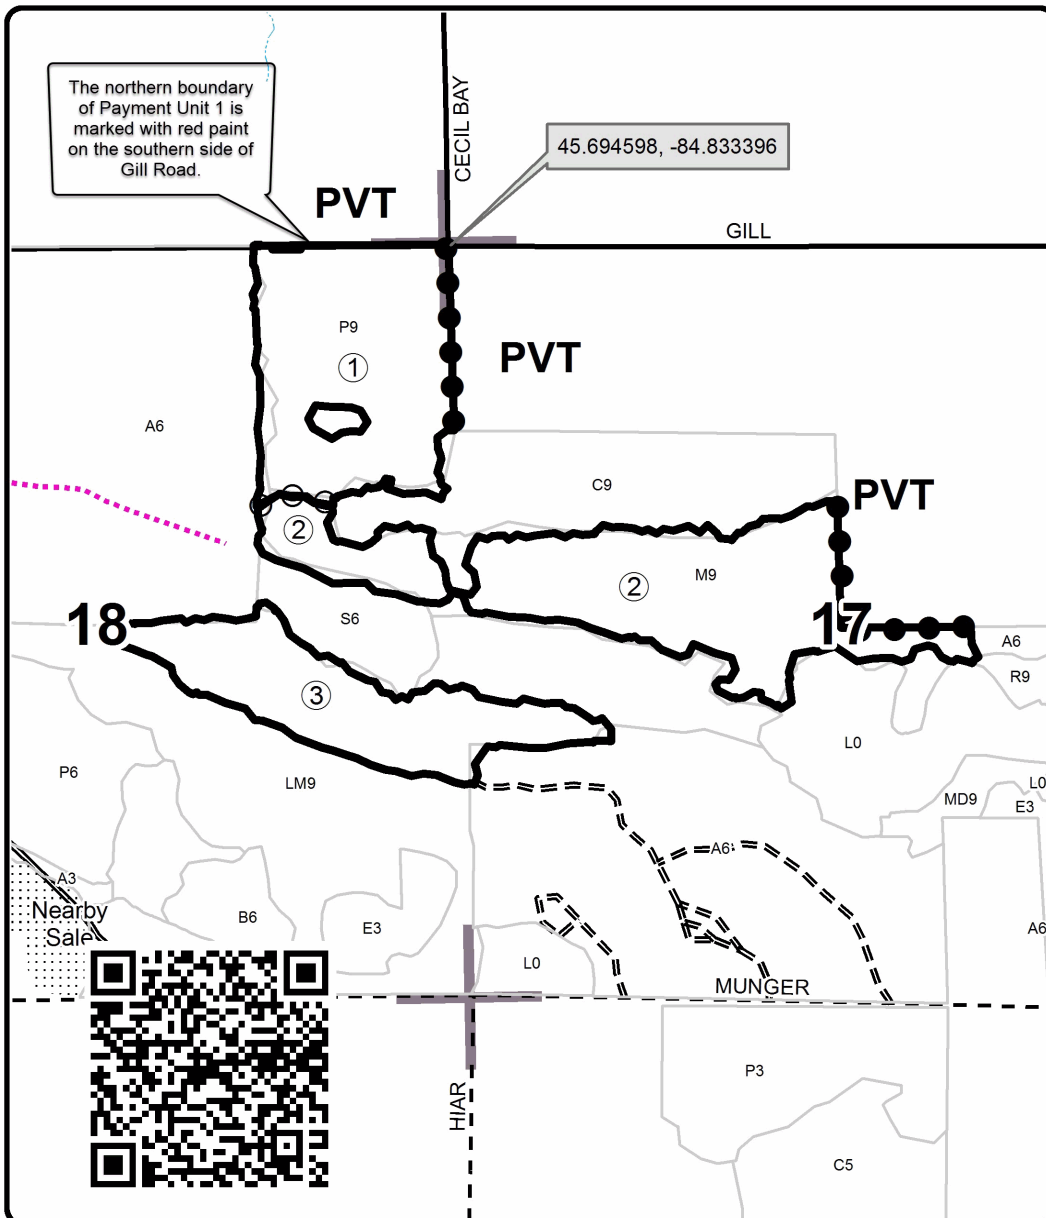 The northern boundary
of Payment Unit 1 is
marked with red paint
on the southern side of
Gill Road.
CECIL BAY
45.694598, -84.833396
PVT
GILL
P9
PVT
1
A6
C9
PVT
2
M9
2
18
S6
17
A6
R9
3
L0
P6
LM9
L0
MD9
E3
A6
A3
Nearby
Sale
B6
E3
A6
L0
MUNGER
P3
HIAR
C5